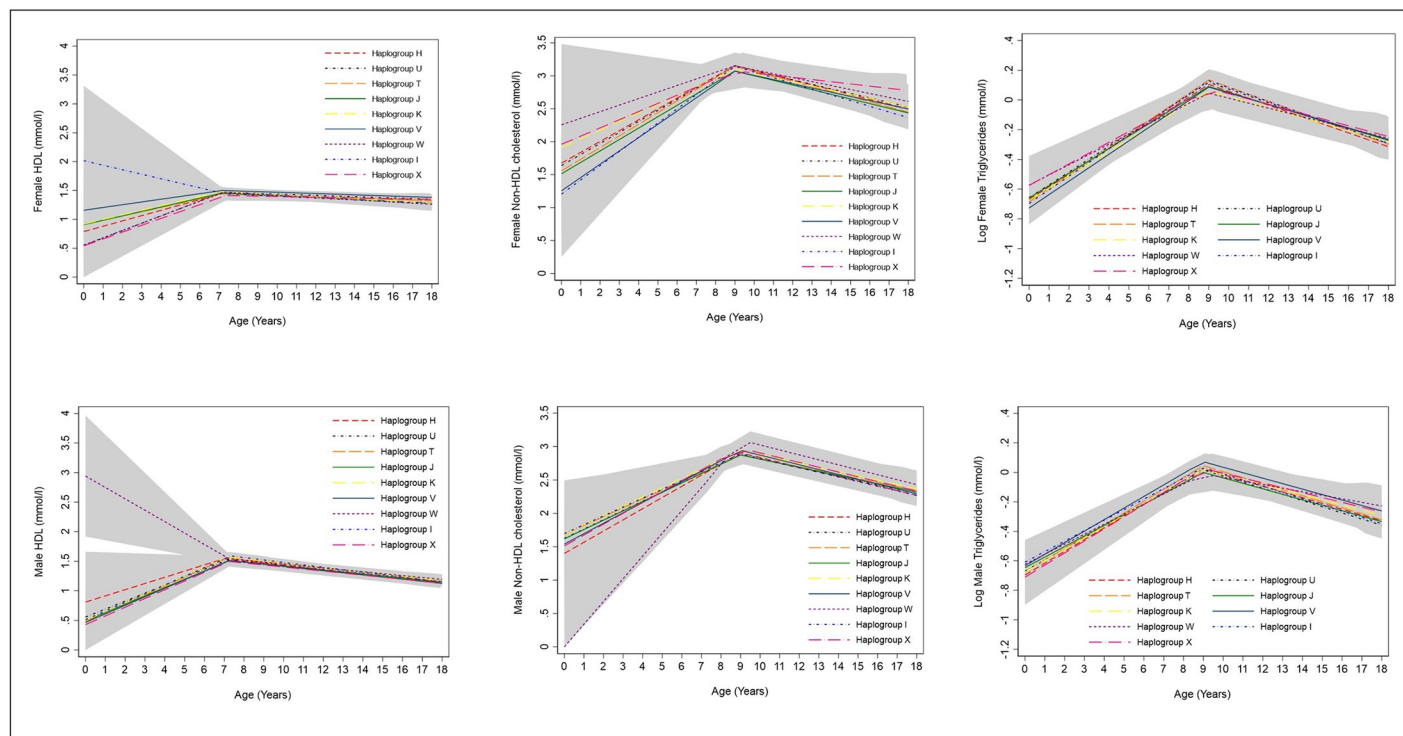 Female HDL (mmol/l)
4
3.5
3
2.5
2
1.5
1
.5
0
Haplogroup H
Haplogroup U
Haplogroup T
Haplogroup J
Haplogroup K
Haplogroup V
Haplogroup W
Haplogroup I
Haplogroup X
0 1 2 3 4 5 6 7 8 9 10 11 12 13 14 15 16 17 18
Age (Years)
Female Non-HDL cholesterol (mmol/l)
3.5
3
2.5
2
1.5
1
.5
0
Haplogroup H
Haplogroup U
Haplogroup T
Haplogroup J
Haplogroup K
Haplogroup V
Haplogroup W
Haplogroup I
Haplogroup X
0 1 2 3 4 5 6 7 8 9 10 11 12 13 14 15 16 17 18
Age (Years)
Log Female Triglycerides (mmol/l)
.4
.2
0
-.2
-.4
-.6
-.8
-1
-1.2
Haplogroup H Haplogroup U
Haplogroup T Haplogroup J
Haplogroup K Haplogroup V
Haplogroup W Haplogroup I
Haplogroup X
0 1 2 3 4 5 6 7 8 9 10 11 12 13 14 15 16 17 18
Age (Years)
Male HDL (mmol/l)
4
3.5
3
2.5
2
1.5
1
.5
0
Haplogroup H
Haplogroup U
Haplogroup T
Haplogroup J
Haplogroup K
Haplogroup V
Haplogroup W
Haplogroup I
Haplogroup X
0 1 2 3 4 5 6 7 8 9 10 11 12 13 14 15 16 17 18
Age (Years)
Male Non-HDL cholesterol (mmol/l)
3.5
3
2.5
2
1.5
1
.5
0
Haplogroup H
Haplogroup U
Haplogroup T
Haplogroup J
Haplogroup K
Haplogroup V
Haplogroup W
Haplogroup I
Haplogroup X
0 1 2 3 4 5 6 7 8 9 10 11 12 13 14 15 16 17 18
Age (Years)
Log Male Triglycerides (mmol/l)
.4
.2
0
-.2
-.4
-.6
-.8
-1
-1.2
Haplogroup H Haplogroup U
Haplogroup T Haplogroup J
Haplogroup K Haplogroup V
Haplogroup W Haplogroup I
Haplogroup X
0 1 2 3 4 5 6 7 8 9 10 11 12 13 14 15 16 17 18
Age (Years)